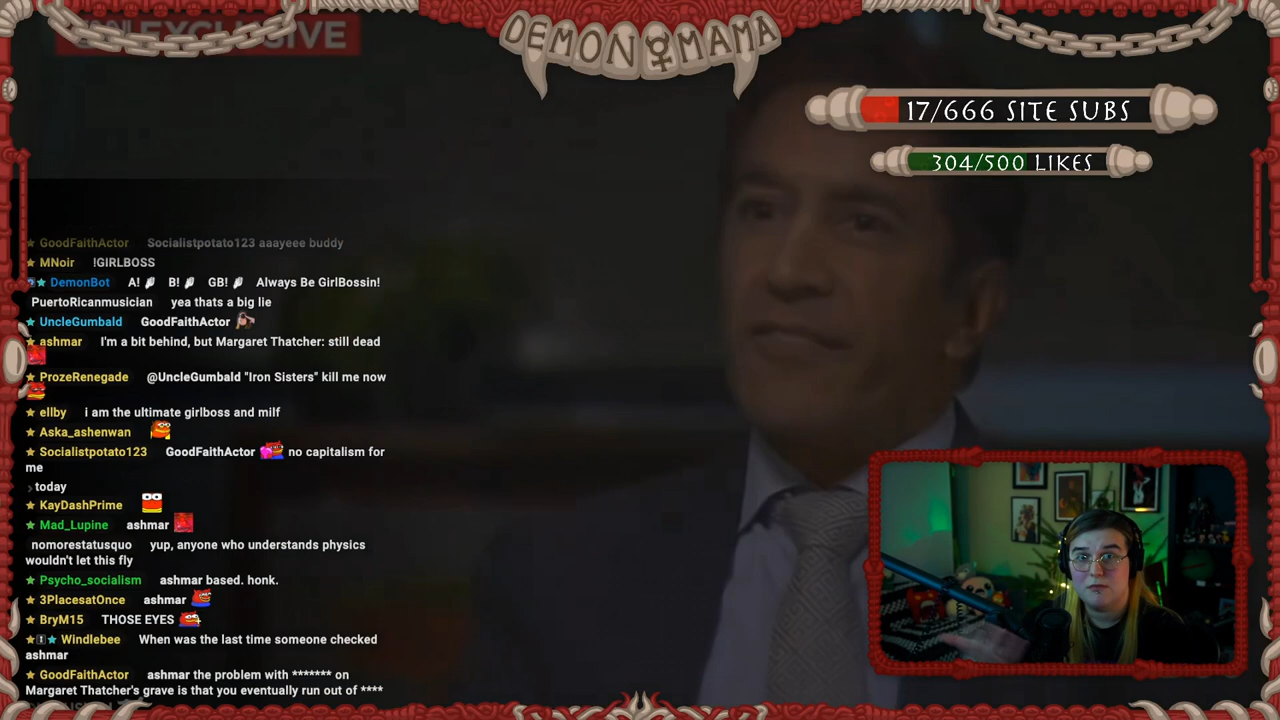 EXCLUSIVE
DEMON MAMA
17/666 SITE SUBS
304/500 LIKES
GoodFaithActor Socialistpotato123 aaayeee buddy
MNoir !GIRLBOSS
DemonBot A! B! GB! Always Be GirlBossin!
PuertoRicanmusician yea thats a big lie
UncleGumbald GoodFaithActor
ashmar I'm a bit behind, but Margaret Thatcher: still dead
ProzeRenegade @UncleGumbald "Iron Sisters" kill me now
ellby i am the ultimate girlboss and milf
Aska_ashenwan
Socialistpotato123 GoodFaithActor no capitalism for
me
today
KayDashPrime
Mad_Lupine ashmar
nomorestatusquo yup, anyone who understands physics
wouldn't let this fly
Psycho_socialism ashmar based. honk.
3PlacesatOnce ashmar
BryM15 THOSE EYES
Windlebee When was the last time someone checked
ashmar
GoodFaithActor ashmar the problem with ******* on
Margaret Thatcher's grave is that you eventually run out of ****